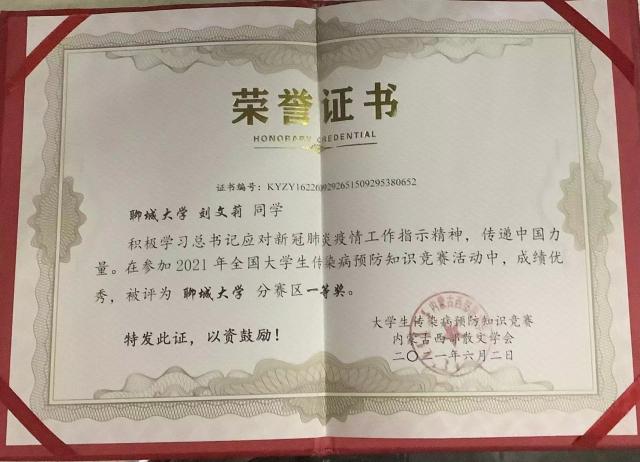 荣誉证书
HONORARY CREDENTIAL
证书编号：KYZY16226092926515092953​80652
聊城大学 刘文莉 同学
积极学习总书记应对新冠肺炎疫情工作指示精神，传递中国力
量。在参加2021年全国大学生传染病预防知识竞赛活动中，成绩优
秀，被评为 聊城大学 分赛区一等奖。
特发此证，以资鼓励！
大学生传染病预防知识竞赛
内蒙古西部散文学会
二〇二一年六月二日